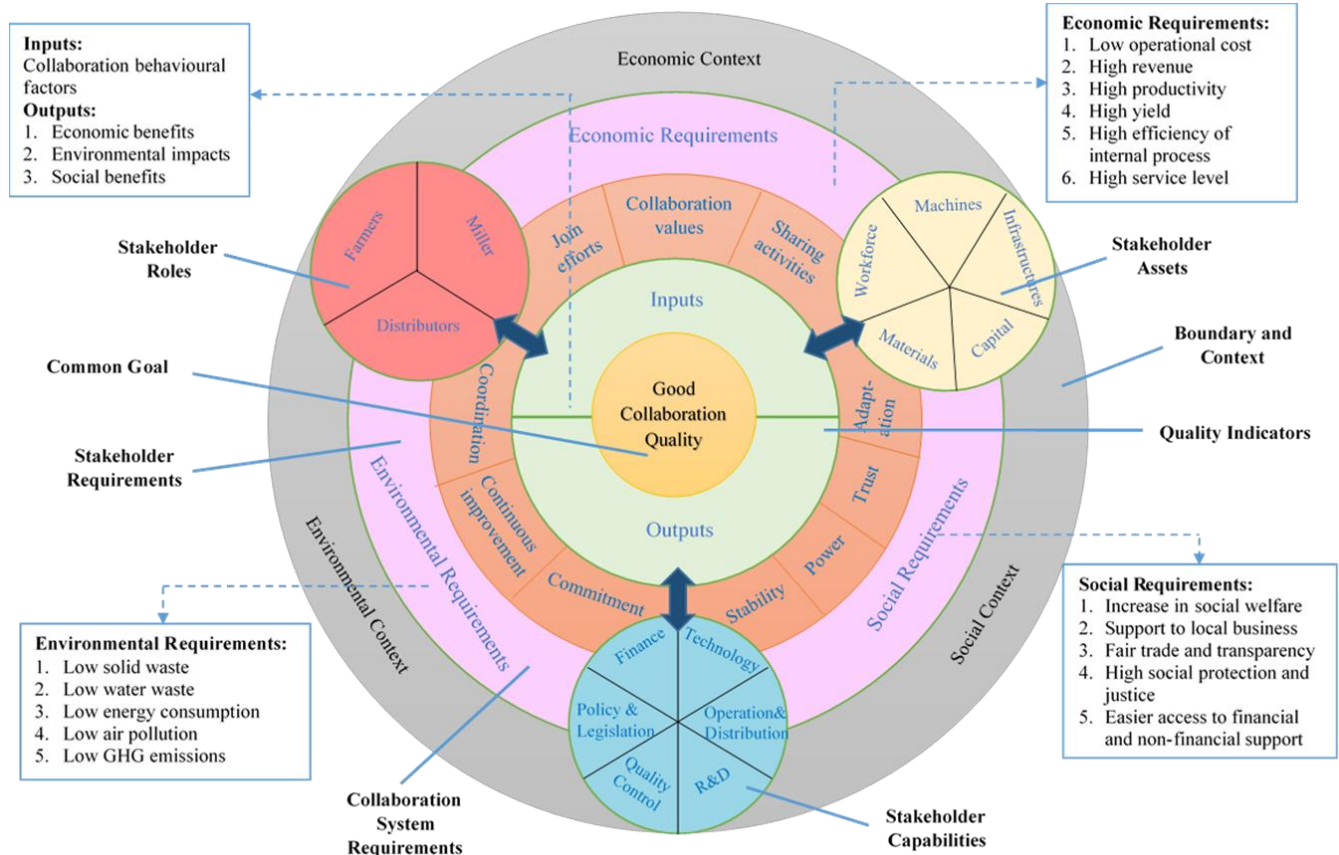 Inputs:
Collaboration behavioural
factors
Outputs:
1. Economic benefits
2. Environmental impacts
3. Social benefits
Economic Context
Economic Requirements:
1. Low operational cost
2. High revenue
3. High productivity
4. High yield
5. High efficiency of
internal process
6. High service level
Economic Requirements
Collaboration
values
Join
efforts
Sharing
activities
Farmers
Miller
Distributors
Machines
Workforce
Infrastructures
Materials
Capital
Stakeholder
Roles
Stakeholder
Assets
Inputs
Boundary and
Context
Common Goal
Good
Collaboration
Quality
Coordination
Adapt-
ation
Quality Indicators
Stakeholder
Requirements
Continuous
improvement
Trust
Outputs
Power
Commitment
Stability
Environmental Requirements
Social Requirements
Environmental Context
Social Context
Environmental Requirements:
1. Low solid waste
2. Low water waste
3. Low energy consumption
4. Low air pollution
5. Low GHG emissions
Social Requirements:
1. Increase in social welfare
2. Support to local business
3. Fair trade and transparency
4. High social protection and
justice
5. Easier access to financial
and non-financial support
Finance
Technology
Policy &
Legislation
Operation&
Distribution
Quality
Control
R&D
Collaboration
System
Requirements
Stakeholder
Capabilities